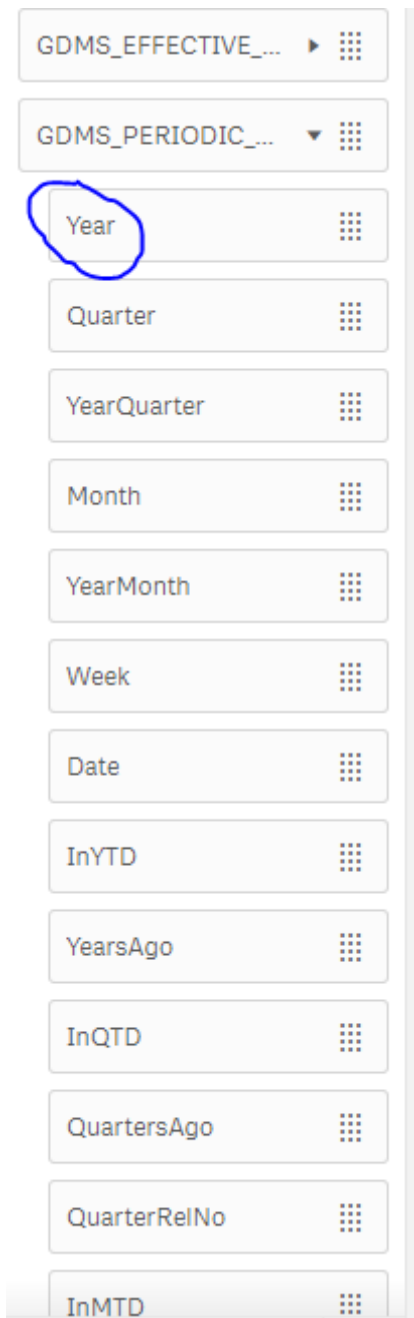 GDMS_EFFECTIVE_...
GDMS_PERIODIC_...
Year
Quarter
YearQuarter
Month
YearMonth
Week
Date
InYTD
YearsAgo
InQTD
QuartersAgo
QuarterRelNo
InMTD